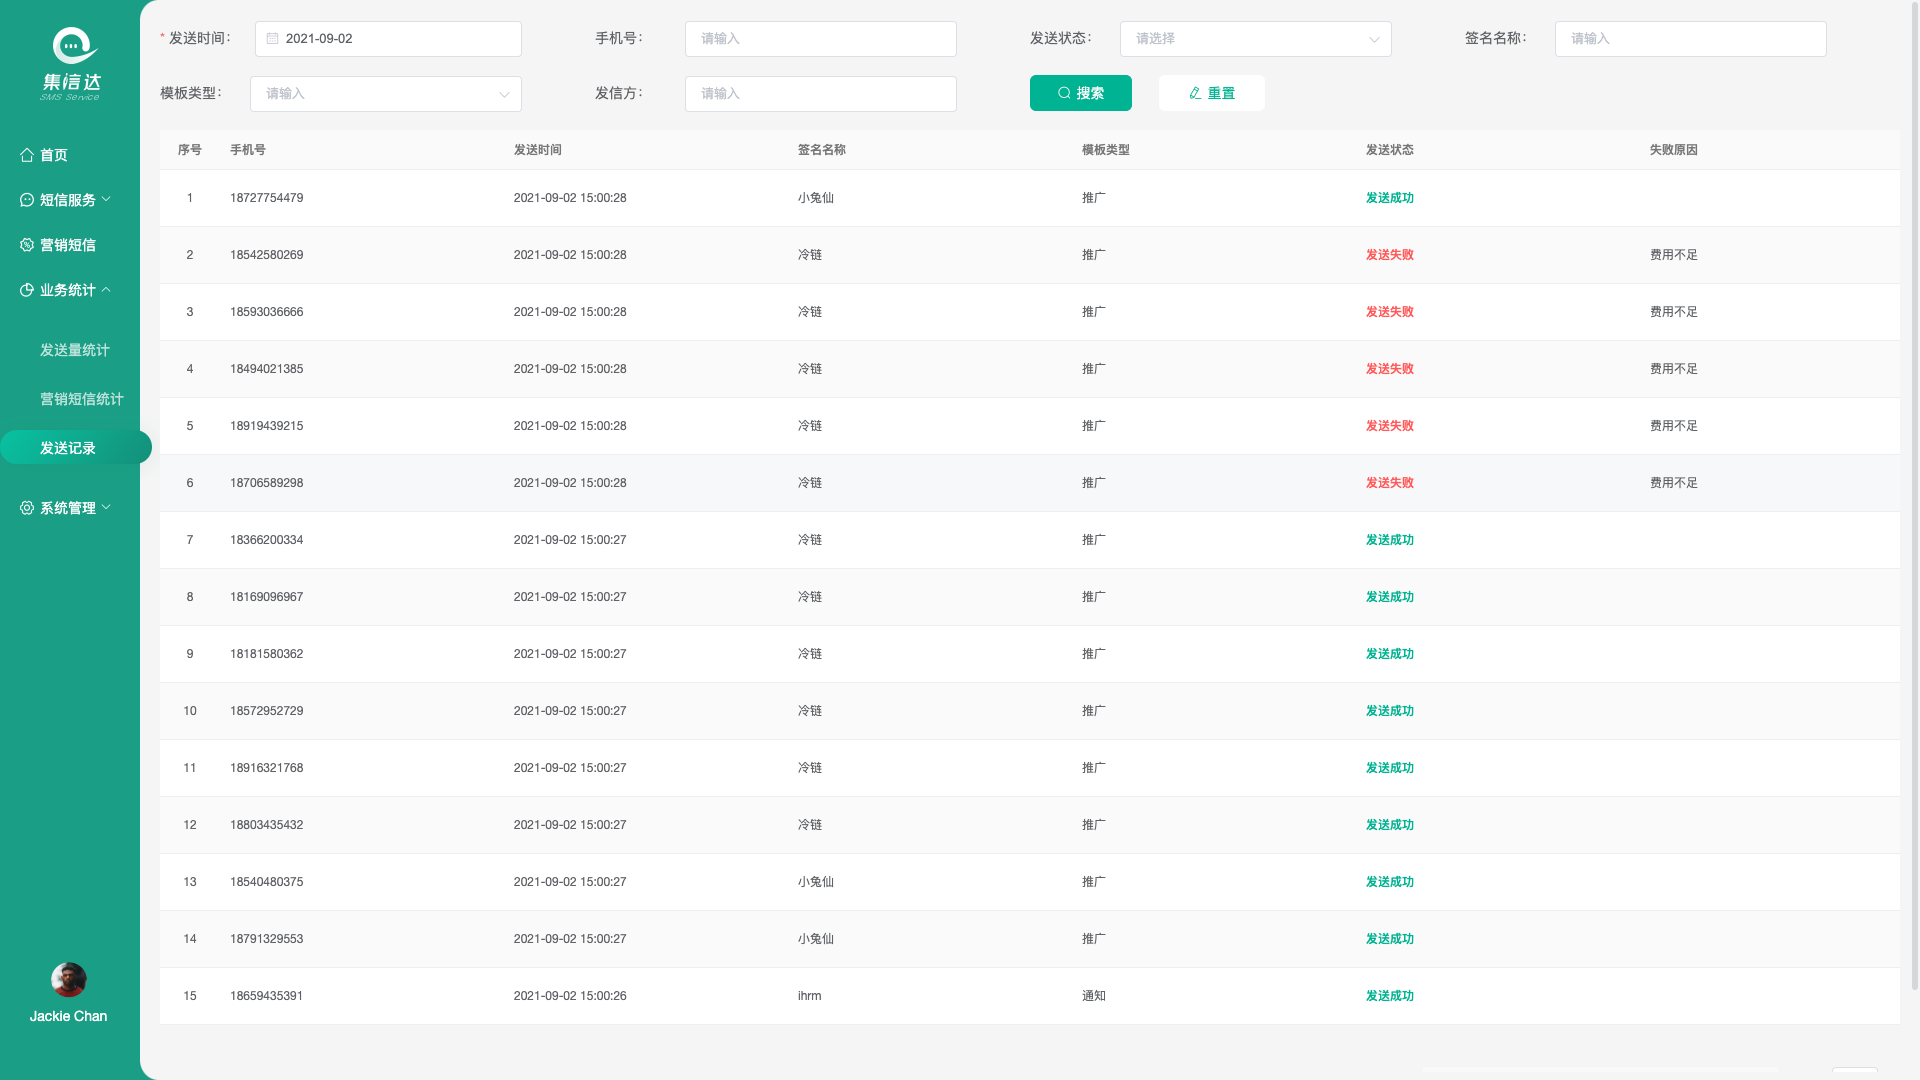 集信达
SMS Service
首页
短信服务
营销短信
业务统计
发送量统计
营销短信统计
发送记录
系统管理
Jackie Chan
* 发送时间: 2021-09-02 手机号: 请输入 发送状态: 请选择 签名名称: 请输入
模板类型: 请输入 发信方: 请输入 搜索 重置
序号 手机号 发送时间 签名名称 模板类型 发送状态 失败原因
1 18727754479 2021-09-02 15:00:28 小兔仙 推广 发送成功
2 18542580269 2021-09-02 15:00:28 冷链 推广 发送失败 费用不足
3 18593036666 2021-09-02 15:00:28 冷链 推广 发送失败 费用不足
4 18494021385 2021-09-02 15:00:28 冷链 推广 发送失败 费用不足
5 18919439215 2021-09-02 15:00:28 冷链 推广 发送失败 费用不足
6 18706589298 2021-09-02 15:00:28 冷链 推广 发送失败 费用不足
7 18366200334 2021-09-02 15:00:27 冷链 推广 发送成功
8 18169096967 2021-09-02 15:00:27 冷链 推广 发送成功
9 18181580362 2021-09-02 15:00:27 冷链 推广 发送成功
10 18572952729 2021-09-02 15:00:27 冷链 推广 发送成功
11 18916321768 2021-09-02 15:00:27 冷链 推广 发送成功
12 18803435432 2021-09-02 15:00:27 冷链 推广 发送成功
13 18540480375 2021-09-02 15:00:27 小兔仙 推广 发送成功
14 18791329553 2021-09-02 15:00:27 小兔仙 推广 发送成功
15 18659435391 2021-09-02 15:00:26 ihrm 通知 发送成功